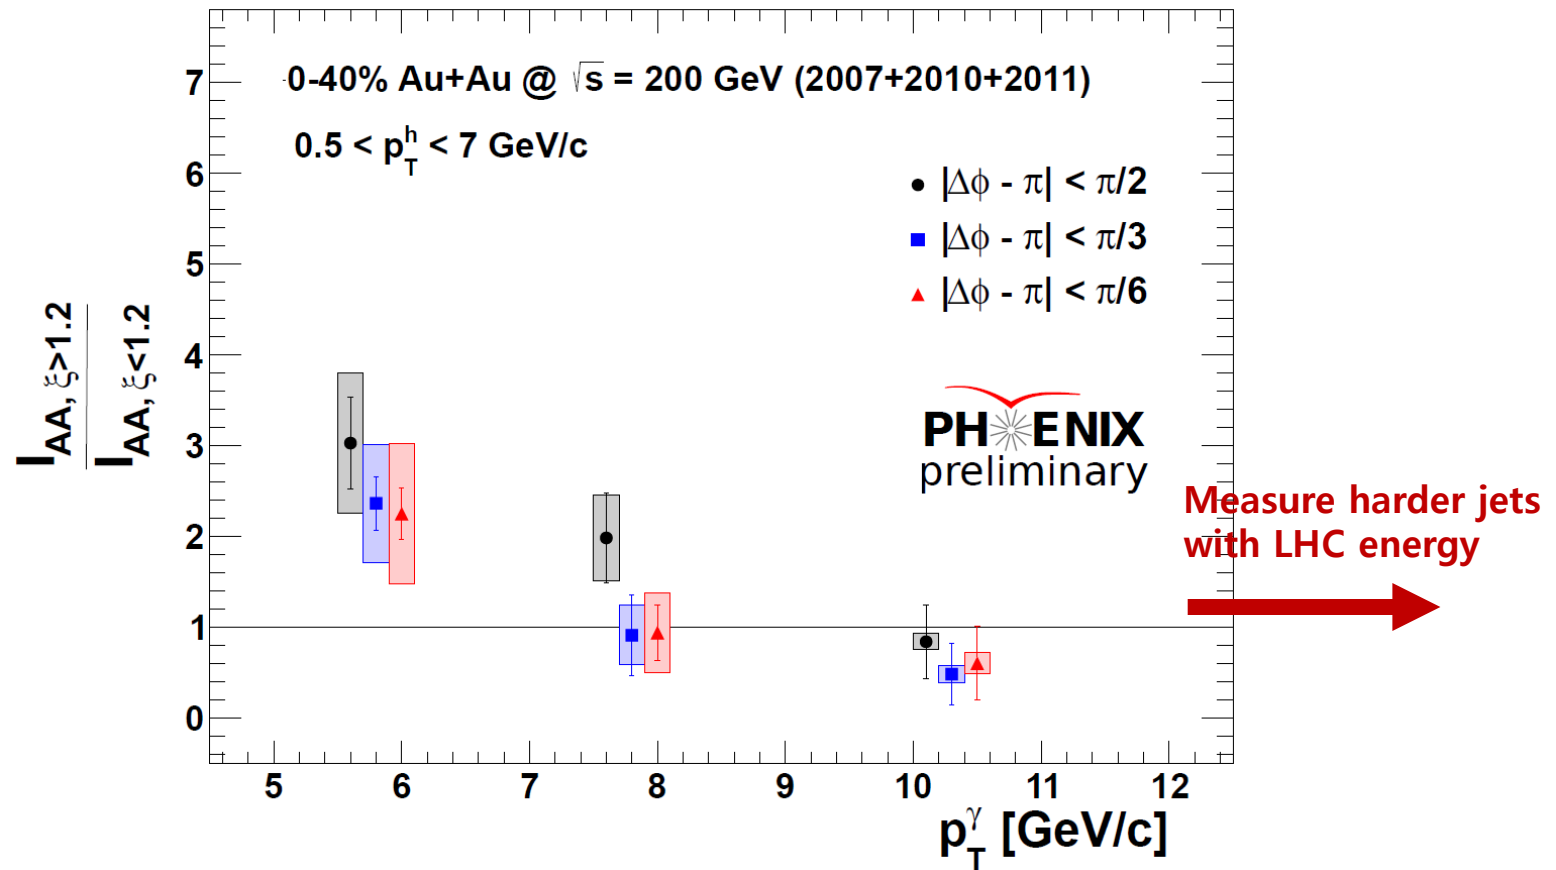 0-40% Au+Au @ √s = 200 GeV (2007+2010+2011)
0.5 < p_T^h < 7 GeV/c
|Δϕ - π| < π/2
|Δϕ - π| < π/3
|Δϕ - π| < π/6
I_AA, ξ>1.2
I_AA, ξ<1.2
7
6
5
4
3
2
1
0
PHENIX
preliminary
Measure harder jets
with LHC energy
5 6 7 8 9 10 11 12
p_T^γ [GeV/c]